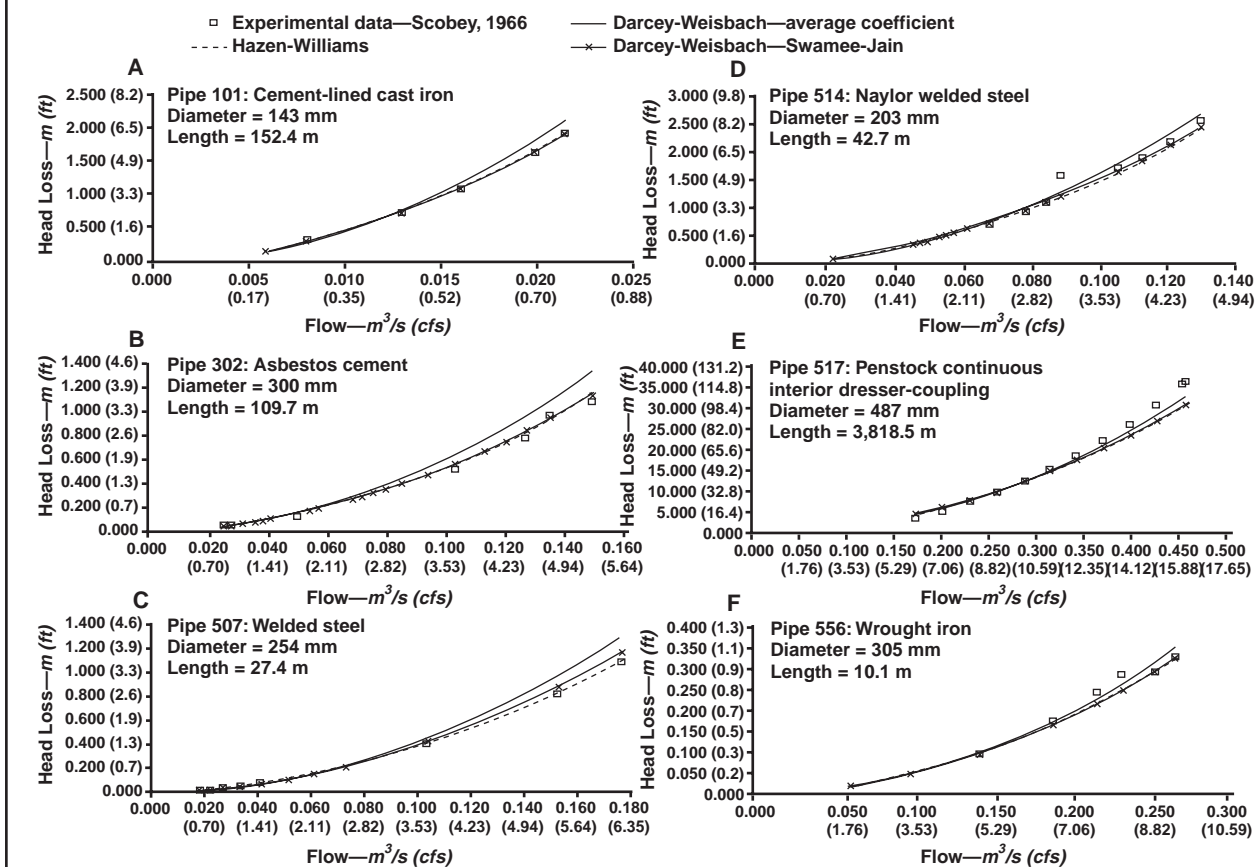 Experimental data—Scobey, 1966
Darcey-Weisbach—average coefficient
Hazen-Williams
Darcey-Weisbach—Swamee-Jain
A
Pipe 101: Cement-lined cast iron
Diameter = 143 mm
Length = 152.4 m
Head Loss—m (ft)
2.500 (8.2)
2.000 (6.5)
1.500 (4.9)
1.000 (3.3)
0.500 (1.6)
0.000
0.000 0.005 0.010 0.015 0.020 0.025
(0.17) (0.35) (0.52) (0.70) (0.88)
Flow—m³/s (cfs)
B
Pipe 302: Asbestos cement
Diameter = 300 mm
Length = 109.7 m
Head Loss—m (ft)
1.400 (4.6)
1.200 (3.9)
1.000 (3.3)
0.800 (2.6)
0.600 (1.9)
0.400 (1.3)
0.200 (0.7)
0.000
0.000 0.020 0.040 0.060 0.080 0.100 0.120 0.140 0.160
(0.70) (1.41) (2.11) (2.82) (3.53) (4.23) (4.94) (5.64)
Flow—m³/s (cfs)
C
Pipe 507: Welded steel
Diameter = 254 mm
Length = 27.4 m
Head Loss—m (ft)
1.400 (4.6)
1.200 (3.9)
1.000 (3.3)
0.800 (2.6)
0.600 (1.9)
0.400 (1.3)
0.200 (0.7)
0.000
0.000 0.020 0.040 0.060 0.080 0.100 0.120 0.140 0.160 0.180
(0.70) (1.41) (2.11) (2.82) (3.53) (4.23) (4.94) (5.64) (6.35)
Flow—m³/s (cfs)
D
Pipe 514: Naylor welded steel
Diameter = 203 mm
Length = 42.7 m
Head Loss—m (ft)
3.000 (9.8)
2.500 (8.2)
2.000 (6.5)
1.500 (4.9)
1.000 (3.3)
0.500 (1.6)
0.000
0.000 0.020 0.040 0.060 0.080 0.100 0.120 0.140
(0.70) (1.41) (2.11) (2.82) (3.53) (4.23) (4.94)
Flow—m³/s (cfs)
E
Pipe 517: Penstock continuous
interior dresser-coupling
Diameter = 487 mm
Length = 3,818.5 m
Head Loss—m (ft)
40.000 (131.2)
35.000 (114.8)
30.000 (98.4)
25.000 (82.0)
20.000 (65.6)
15.000 (49.2)
10.000 (32.8)
5.000 (16.4)
0.000
0.000 0.050 0.100 0.150 0.200 0.250 0.300 0.350 0.400 0.450 0.500
(1.76) (3.53) (5.29) (7.06) (8.82) (10.59) (12.35) (14.12) (15.88) (17.65)
Flow—m³/s (cfs)
F
Pipe 556: Wrought iron
Diameter = 305 mm
Length = 10.1 m
Head Loss—m (ft)
0.400 (1.3)
0.350 (1.1)
0.300 (0.9)
0.250 (0.8)
0.200 (0.7)
0.150 (0.5)
0.100 (0.3)
0.050 (0.2)
0.000
0.000 0.050 0.100 0.150 0.200 0.250 0.300
(1.76) (3.53) (5.29) (7.06) (8.82) (10.59)
Flow—m³/s (cfs)